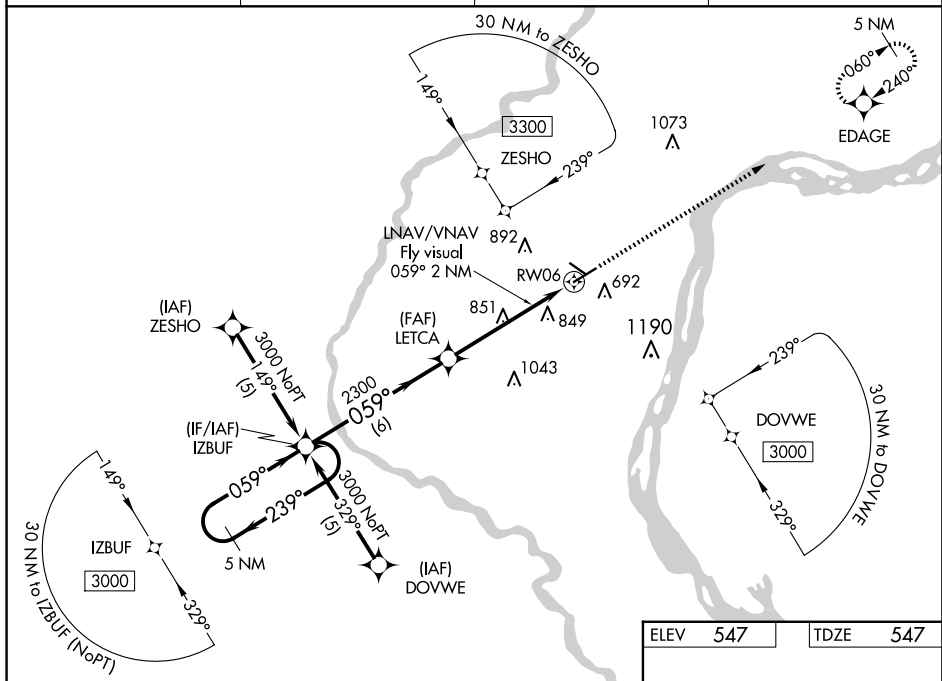 30 NM to ZESHO
149°
3300
ZESHO
239°
1073
5 NM
060°
240°
EDAGE
LNAV/VNAV
Fly visual
059° 2 NM
892
RW06
692
851
849
1190
1043
(IAF)
ZESHO
3000 NoPT
149°
(5)
(FAF)
LETCA
2300
059°
(6)
(IF/IAF)
IZBUF
059°
239°
5 NM
3000 NoPT
329°
(5)
(IAF)
DOVWE
149°
IZBUF
3000
329°
30 NM to IZBUF (NoPT)
239°
DOVWE
3000
329°
30 NM to DOVWE
ELEV 547
TDZE 547